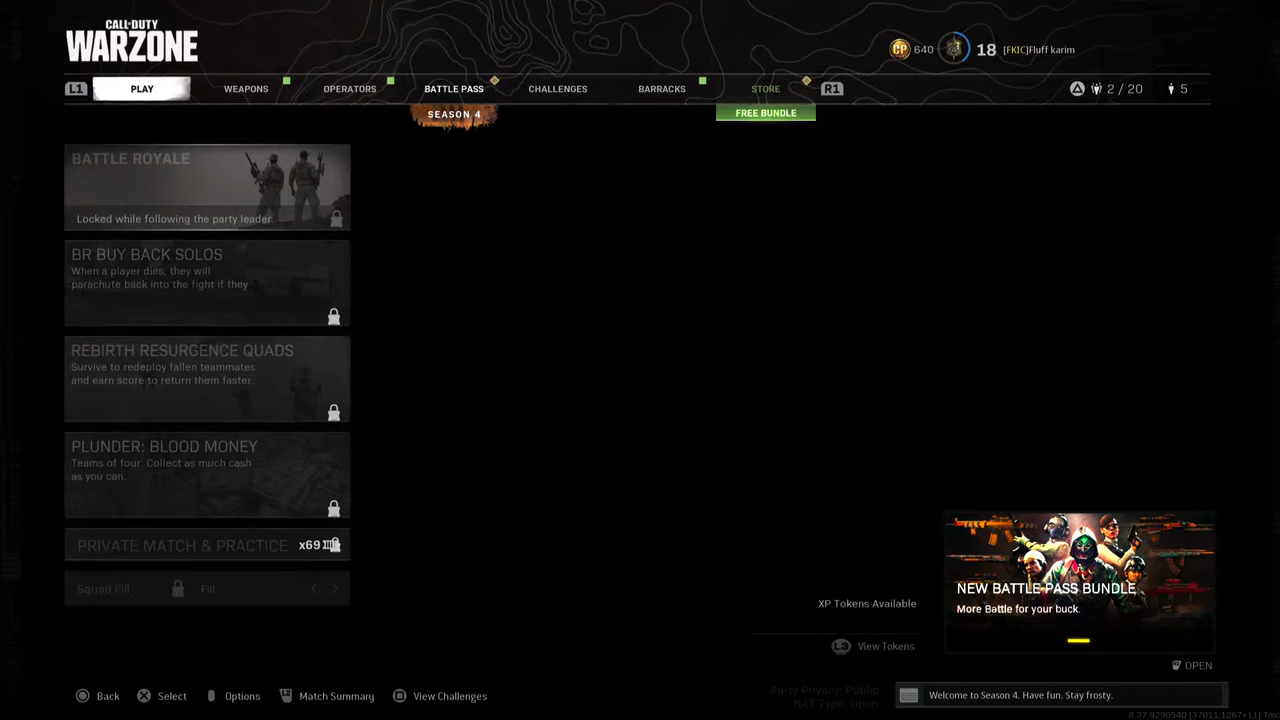 CALL OF DUTY
WARZONE
CP 640 18 [FKIC]Fluff karim
L1 PLAY WEAPONS OPERATORS BATTLE PASS CHALLENGES BARRACKS STORE R1 2 / 20 5
SEASON 4 FREE BUNDLE
BATTLE ROYALE
Locked while following the party leader.
BR BUY BACK SOLOS
When a player dies, they will
parachute back into the fight if they
REBIRTH RESURGENCE QUADS
Survive to redeploy fallen teammates
and earn score to return them faster.
PLUNDER: BLOOD MONEY
Teams of four. Collect as much cash
as you can.
PRIVATE MATCH & PRACTICE x69
Squad Fill Fill
NEW BATTLE PASS BUNDLE
More Battle for your buck.
XP Tokens Available
L3 View Tokens
OPEN
Back Select Options Match Summary View Challenges
Party Privacy: Public
NAT Type: Open
Welcome to Season 4. Have fun. Stay frosty.